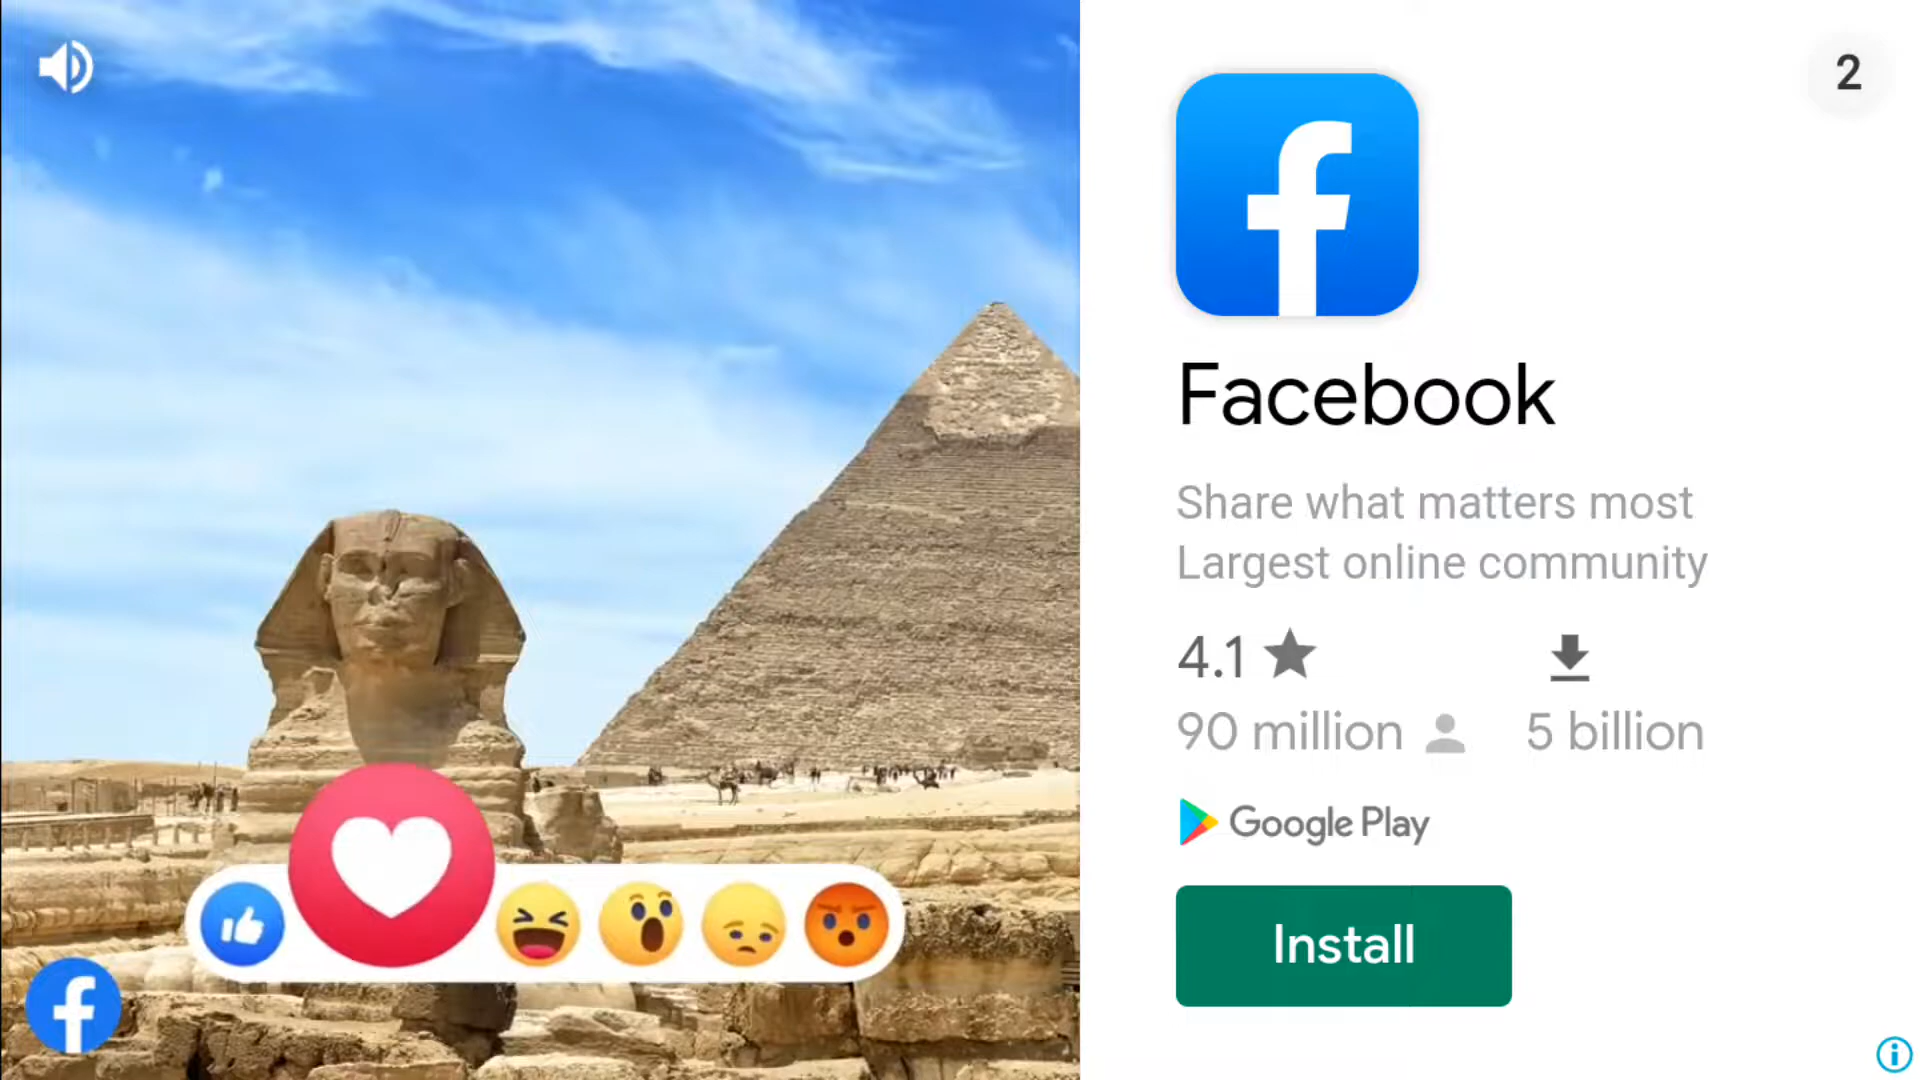 2
Facebook
Share what matters most
Largest online community
4.1
90 million
5 billion
Google Play
Install